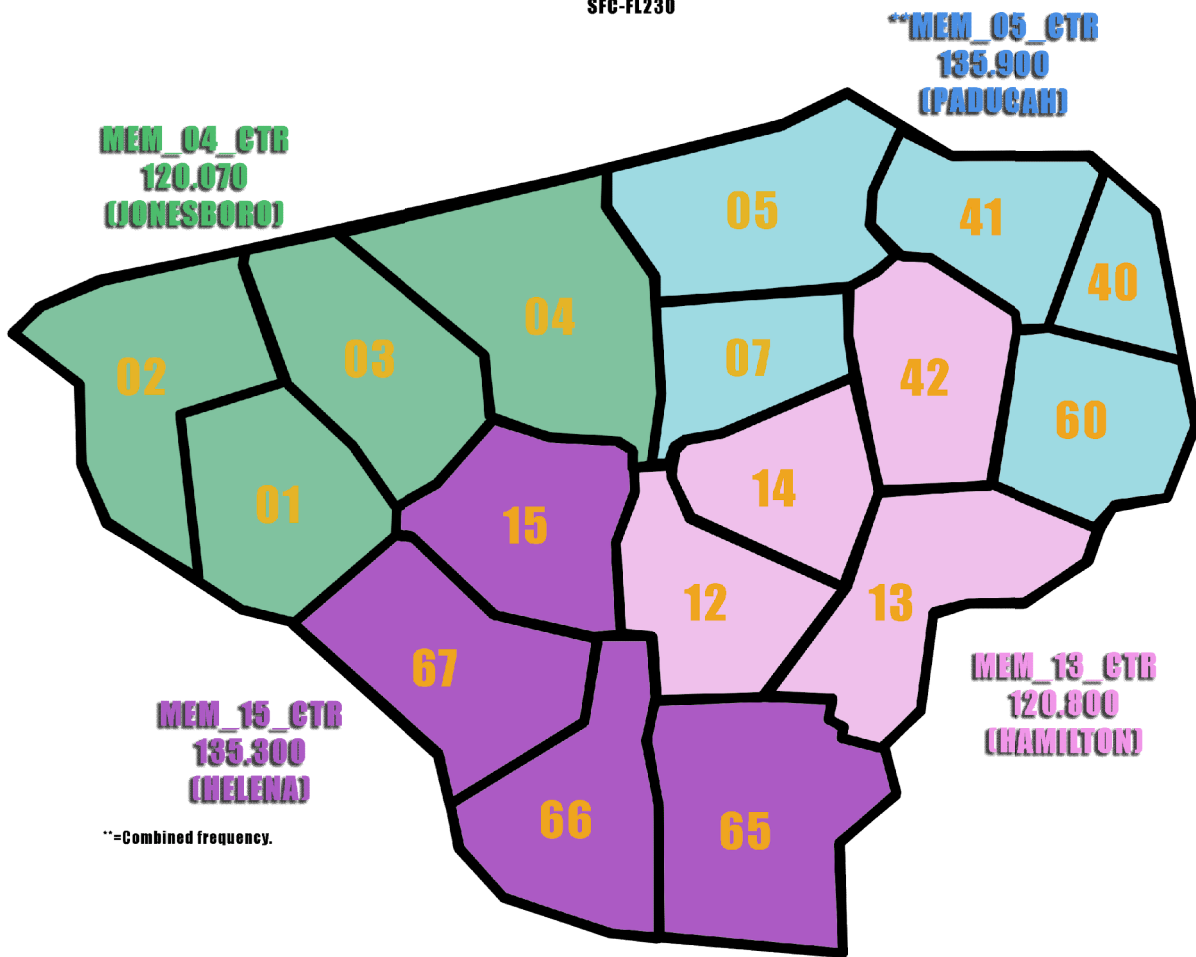 SFC-FL230
**MEM_05_CTR
135.900
(PADUCAH)
MEM_04_CTR
120.070
(JONESBORO)
05
41
40
04
03
02
07
42
60
01
14
15
12
13
67
MEM_13_CTR
120.800
(HAMILTON)
MEM_15_CTR
135.300
(HELENA)
66
65
**=Combined frequency.